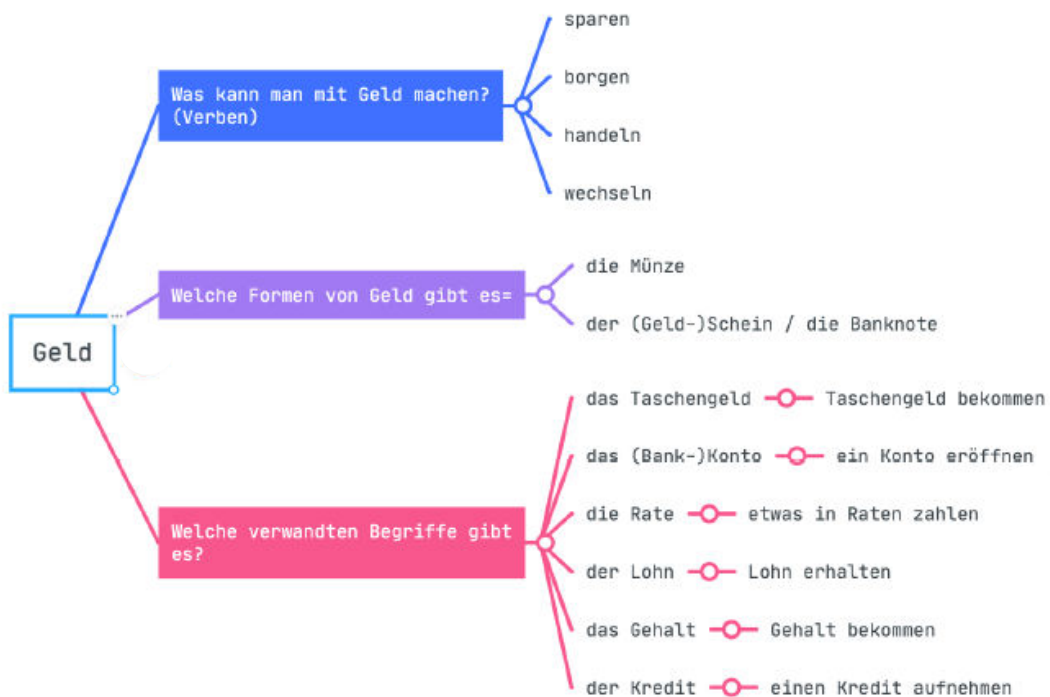 sparen
Was kann man mit Geld machen?
(Verben)
borgen
handeln
wechseln
Welche Formen von Geld gibt es=
die Münze
der (Geld-)Schein / die Banknote
Geld
Welche verwandten Begriffe gibt
es?
das Taschengeld Taschengeld bekommen
das (Bank-)Konto ein Konto eröffnen
die Rate etwas in Raten zahlen
der Lohn Lohn erhalten
das Gehalt Gehalt bekommen
der Kredit einen Kredit aufnehmen